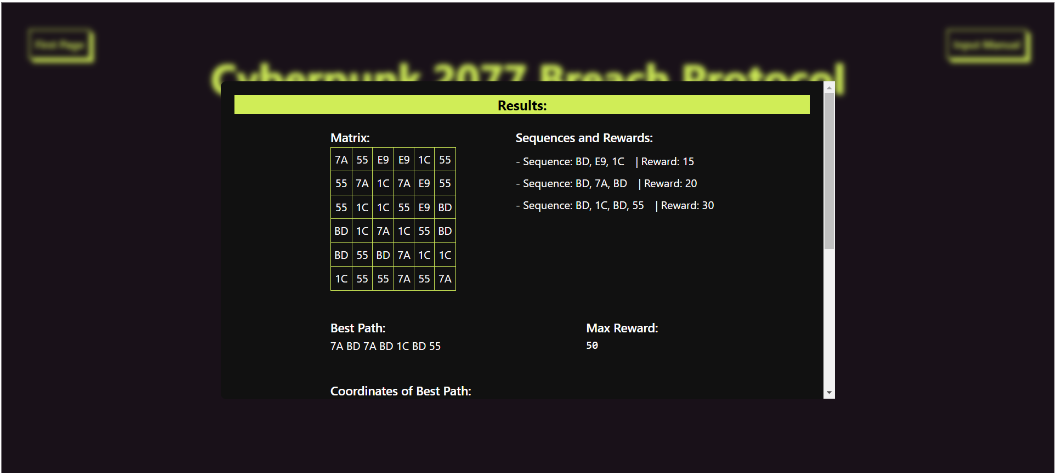 First Page
Input Manual
Cyberpunk 2077 Breach Protocol
Results:
Matrix:
7A 55 E9 E9 1C 55
55 7A 1C 7A E9 55
55 1C 1C 55 E9 BD
BD 1C 7A 1C 55 BD
BD 55 BD 7A 1C 1C
1C 55 55 7A 55 7A
Sequences and Rewards:
- Sequence: BD, E9, 1C | Reward: 15
- Sequence: BD, 7A, BD | Reward: 20
- Sequence: BD, 1C, BD, 55 | Reward: 30
Best Path:
7A BD 7A BD 1C BD 55
Max Reward:
50
Coordinates of Best Path: